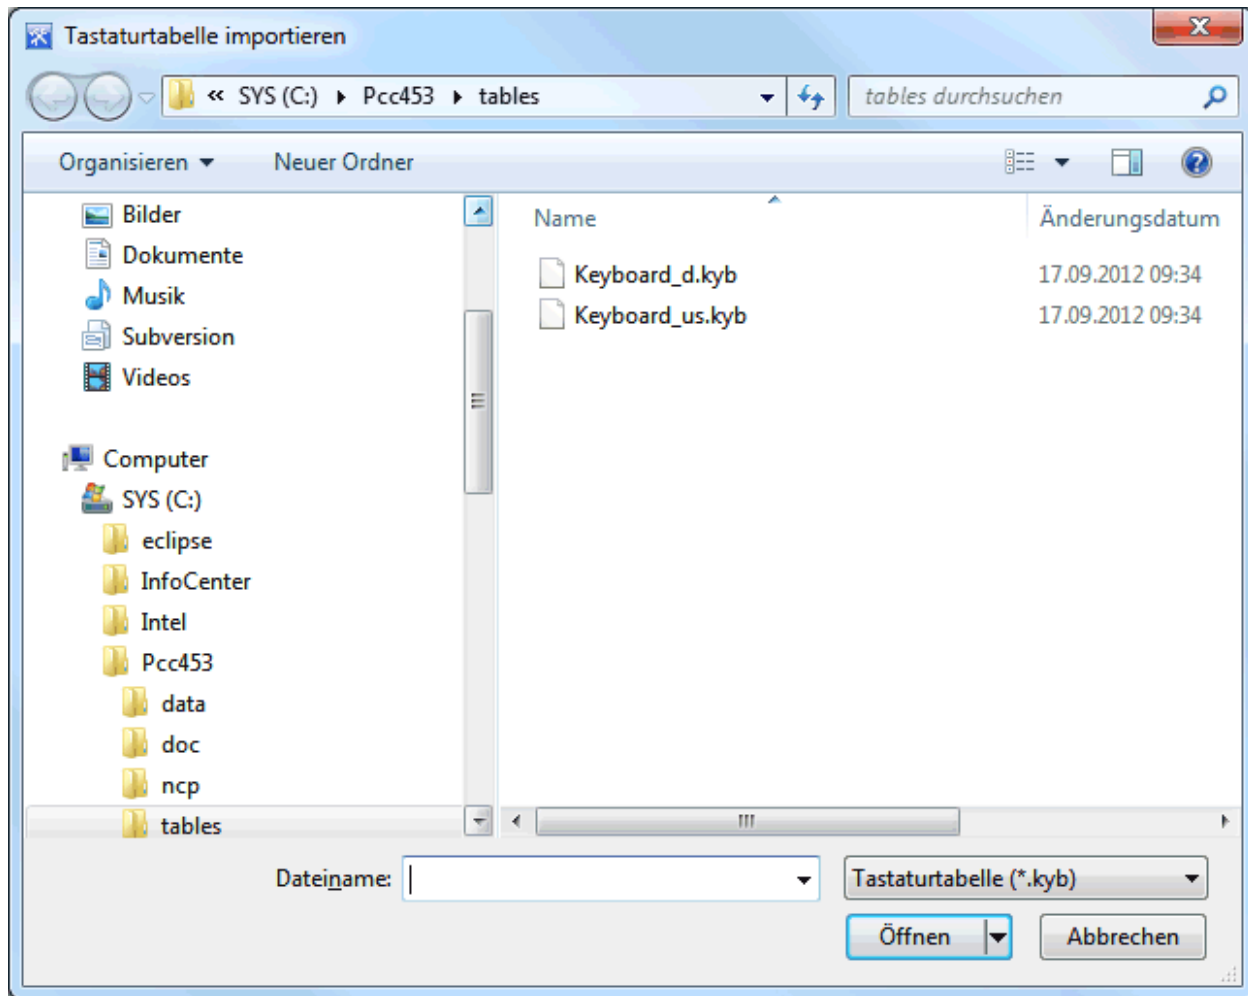 Tastaturtabelle importieren
« SYS (C:) Pcc453 tables
tables durchsuchen
Organisieren Neuer Ordner
Bilder
Dokumente
Musik
Subversion
Videos
Computer
SYS (C:)
eclipse
InfoCenter
Intel
Pcc453
data
doc
ncp
tables
Name Änderungsdatum
Keyboard_d.kyb 17.09.2012 09:34
Keyboard_us.kyb 17.09.2012 09:34
Dateiname: Tastaturtabelle (*.kyb)
Öffnen Abbrechen